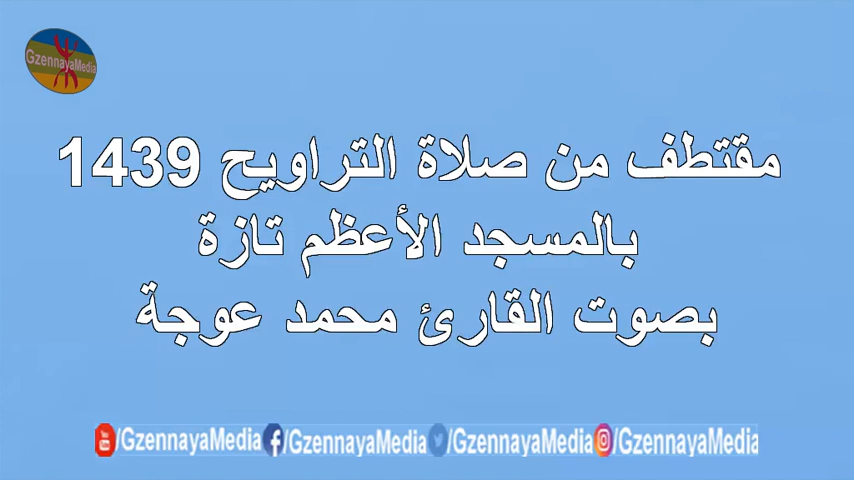 GzennayaMedia
مقتطف من صلاة التراويح 1439
بالمسجد الأعظم تازة
بصوت القارئ محمد عوجة
/GzennayaMedia /GzennayaMedia /GzennayaMedia /GzennayaMedia